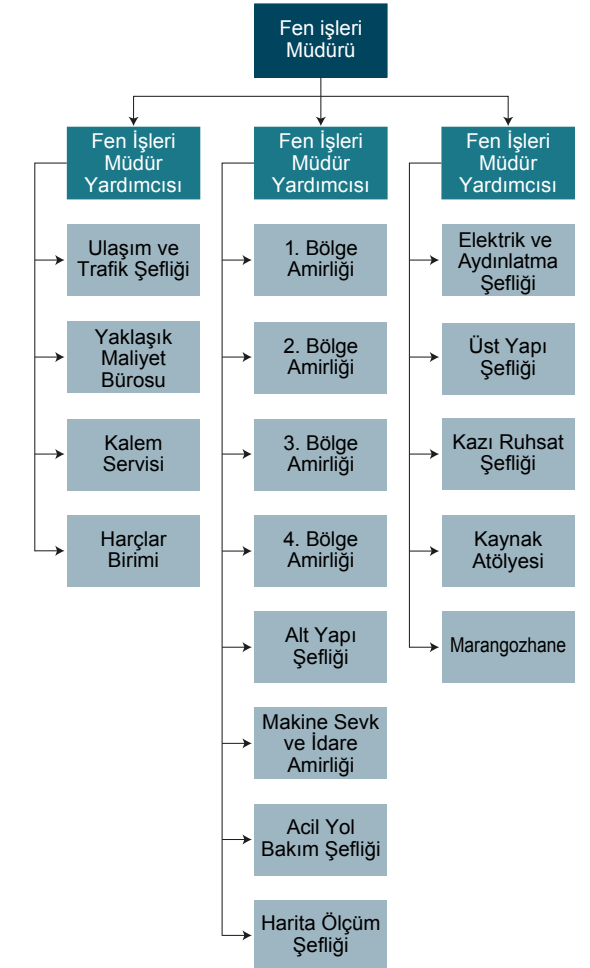 Fen işleri
Müdürü
Fen İşleri
Müdür
Yardımcısı
Ulaşım ve
Trafik Şefliği
Yaklaşık
Maliyet
Bürosu
Kalem
Servisi
Harçlar
Birimi
Fen İşleri
Müdür
Yardımcısı
1. Bölge
Amirliği
2. Bölge
Amirliği
3. Bölge
Amirliği
4. Bölge
Amirliği
Alt Yapı
Şefliği
Makine Sevk
ve İdare
Amirliği
Acil Yol
Bakım Şefliği
Harita Ölçüm
Şefliği
Fen İşleri
Müdür
Yardımcısı
Elektrik ve
Aydınlatma
Şefliği
Üst Yapı
Şefliği
Kazı Ruhsat
Şefliği
Kaynak
Atölyesi
Marangozhane